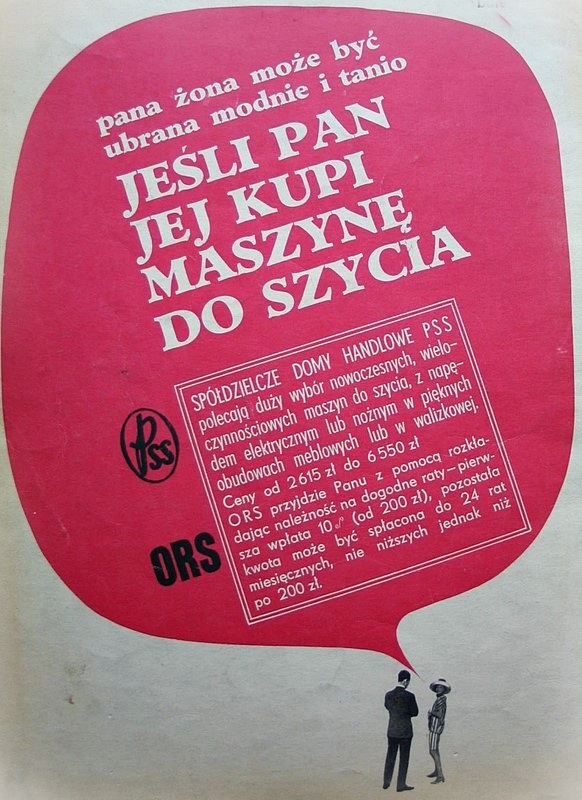 pana żona może być
ubrana modnie i tanio
JEŚLI PAN
JEJ KUPI
MASZYNĘ
DO SZYCIA
SPÓŁDZIELCZE DOMY HANDLOWE PSS
polecają duży wybór nowoczesnych, wielo-
czynnościowych maszyn do szycia, z napę-
dem elektrycznym lub nożnym w pięknych
obudowach meblowych lub w walizkowej.
Ceny od 2 615 zł do 6 550 zł
ORS przyjdzie Panu z pomocą rozkła-
dając należność na dogodne raty — pierw-
sza wpłata 10% (od 200 zł), pozostała
kwota może być spłacona do 24 rat
miesięcznych, nie niższych jednak niż
po 200 zł.
PSS
ORS